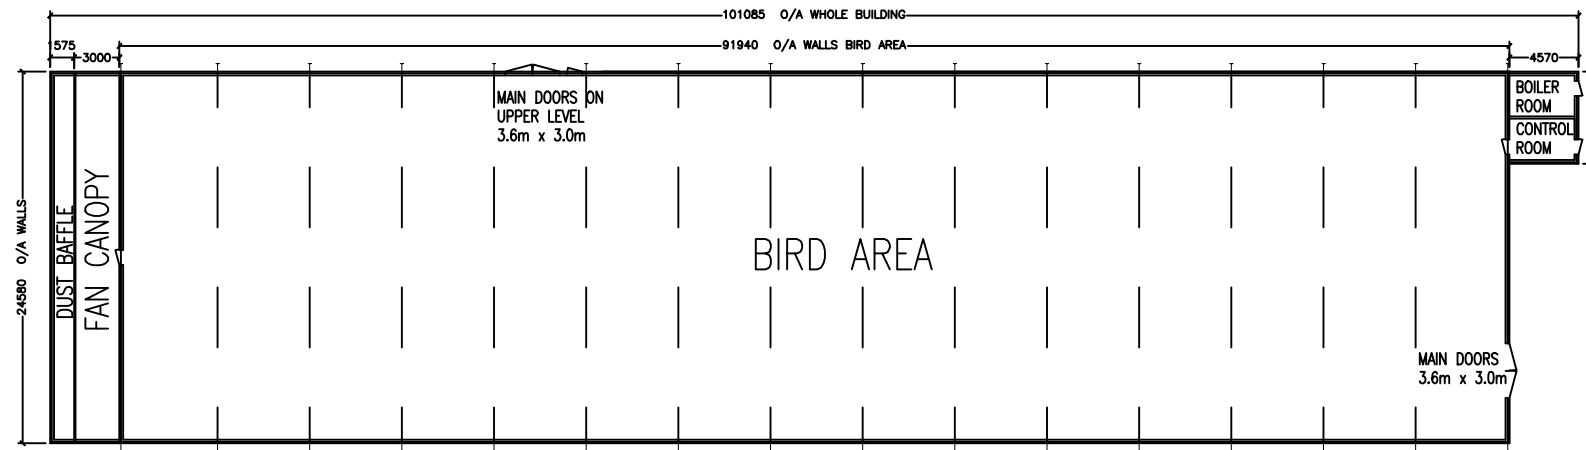 101085 O/A WHOLE BUILDING
1575
91940 O/A WALLS BIRD AREA
3000
4570
MAIN DOORS ON
UPPER LEVEL
3.6m x 3.0m
BOILER
ROOM
CONTROL
ROOM
24580 O/A WALLS
DUST BAFFLE
FAN CANOPY
BIRD AREA
MAIN DOORS
3.6m x 3.0m